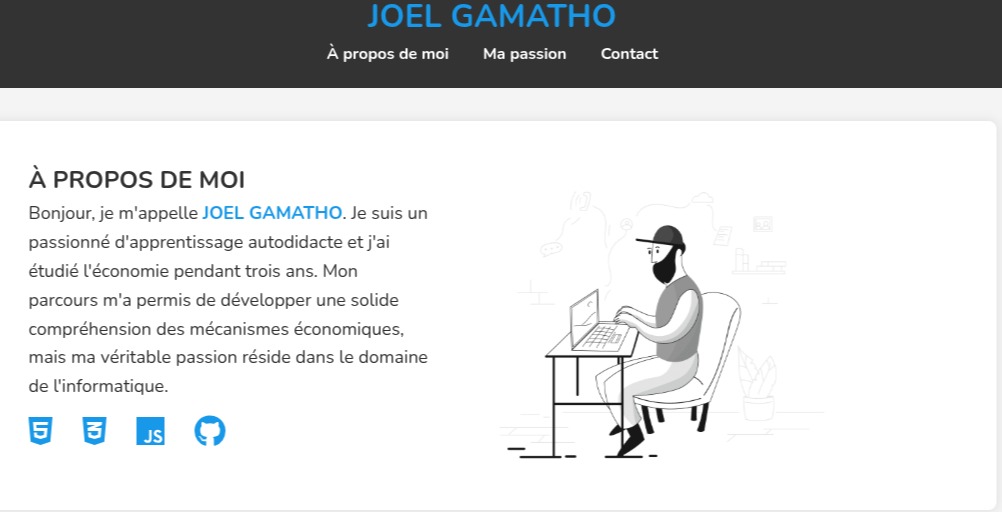 JOEL GAMATHO
À propos de moi Ma passion Contact
À PROPOS DE MOI
Bonjour, je m'appelle JOEL GAMATHO. Je suis un
passionné d'apprentissage autodidacte et j'ai
étudié l'économie pendant trois ans. Mon
parcours m'a permis de développer une solide
compréhension des mécanismes économiques,
mais ma véritable passion réside dans le domaine
de l'informatique.
5 3 JS